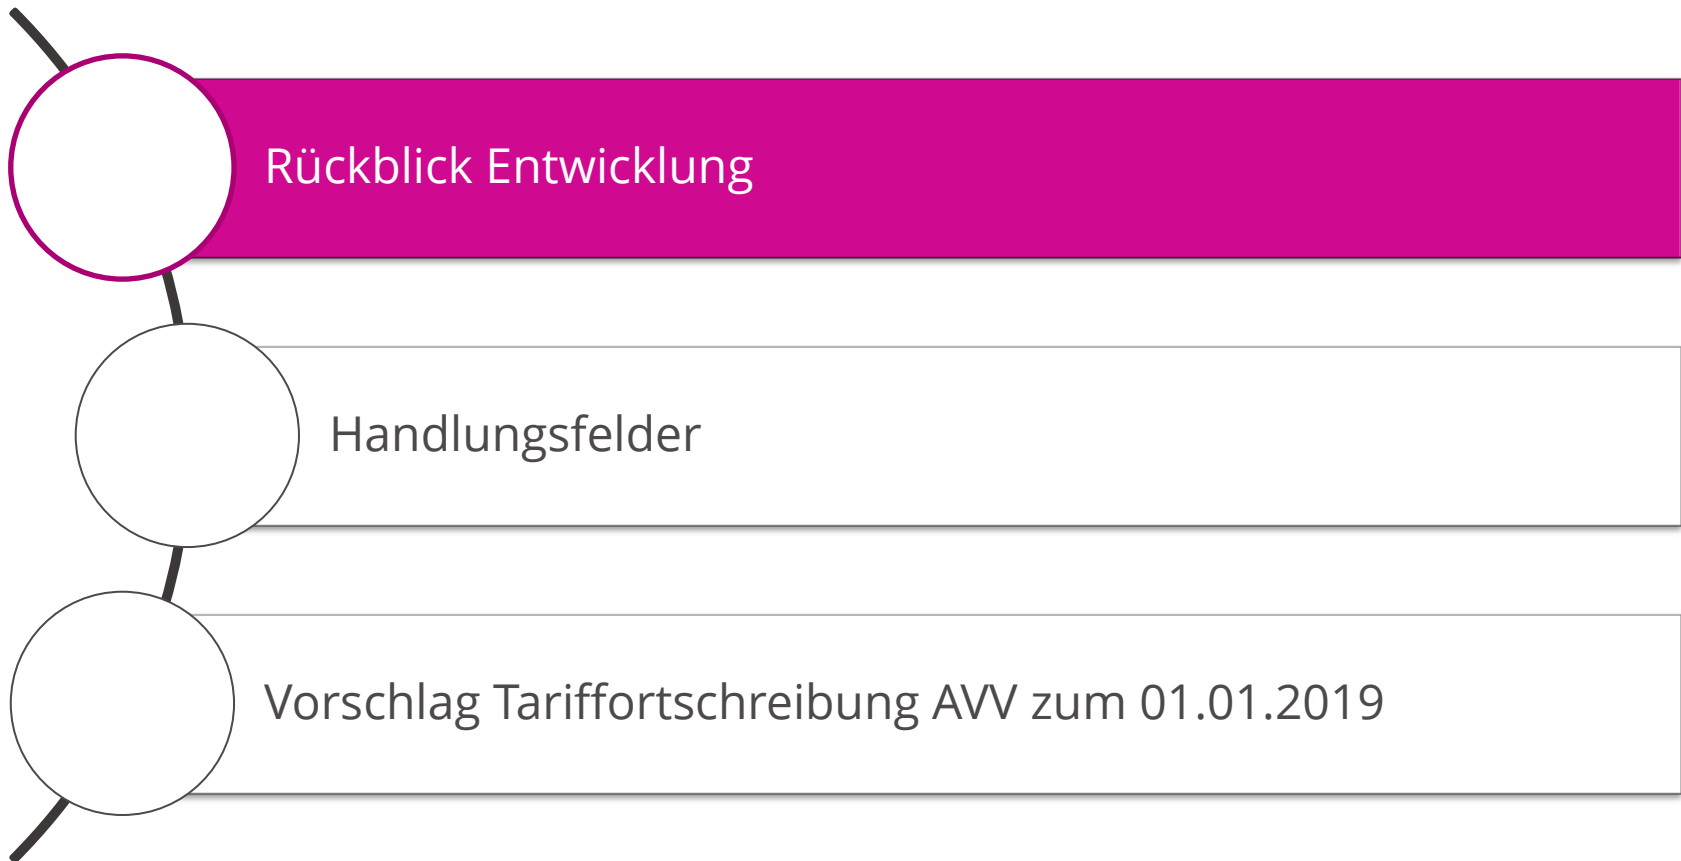 Rückblick Entwicklung
Handlungsfelder
Vorschlag Tariffortschreibung AVV zum 01.01.2019